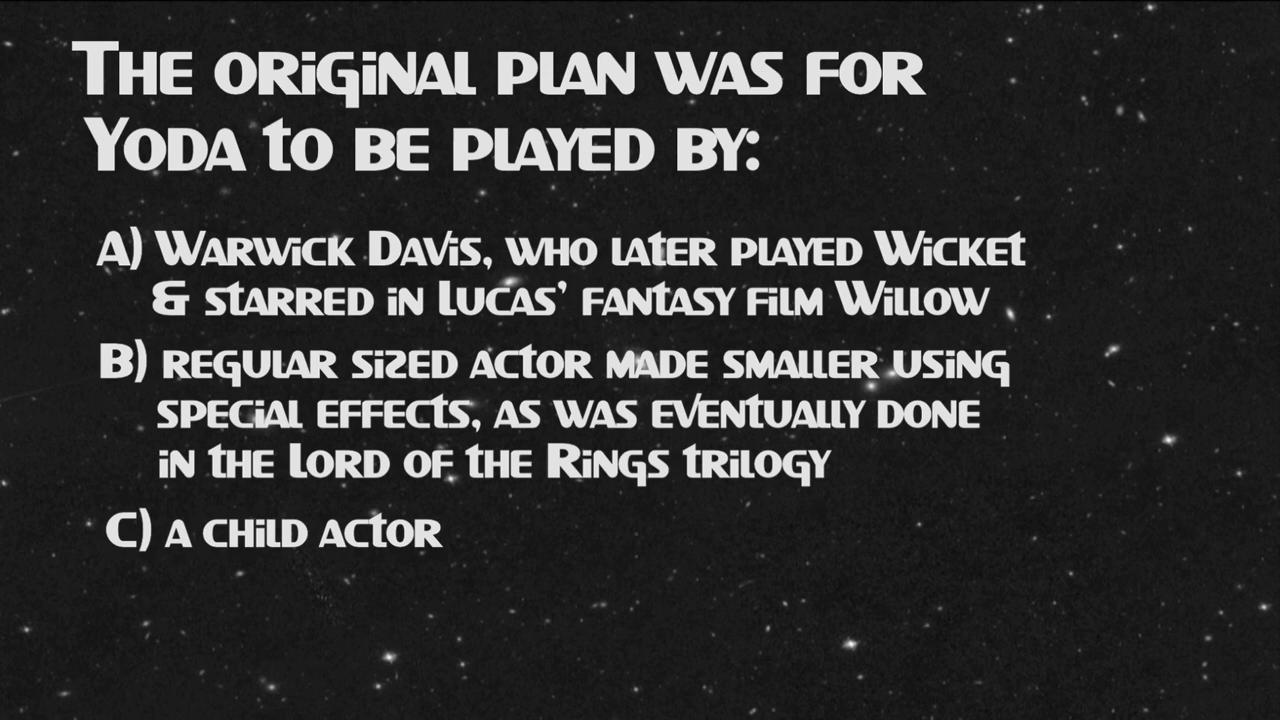 The original plan was for
Yoda to be played by:
A) Warwick Davis, who later played Wicket
& starred in Lucas' fantasy film Willow
B) regular sized actor made smaller using
special effects, as was eventually done
in the Lord of the Rings trilogy
C) a child actor